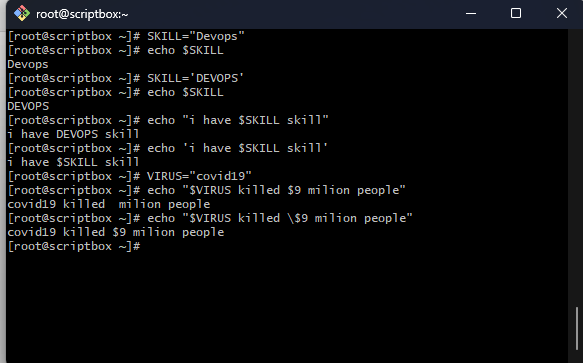 root@scriptbox:~
[root@scriptbox ~]# SKILL="Devops"
[root@scriptbox ~]# echo $SKILL
Devops
[root@scriptbox ~]# SKILL='DEVOPS'
[root@scriptbox ~]# echo $SKILL
DEVOPS
[root@scriptbox ~]# echo "i have $SKILL skill"
i have DEVOPS skill
[root@scriptbox ~]# echo 'i have $SKILL skill'
i have $SKILL skill
[root@scriptbox ~]# VIRUS="covid19"
[root@scriptbox ~]# echo "$VIRUS killed $9 milion people"
covid19 killed  milion people
[root@scriptbox ~]# echo "$VIRUS killed \$9 milion people"
covid19 killed $9 milion people
[root@scriptbox ~]#